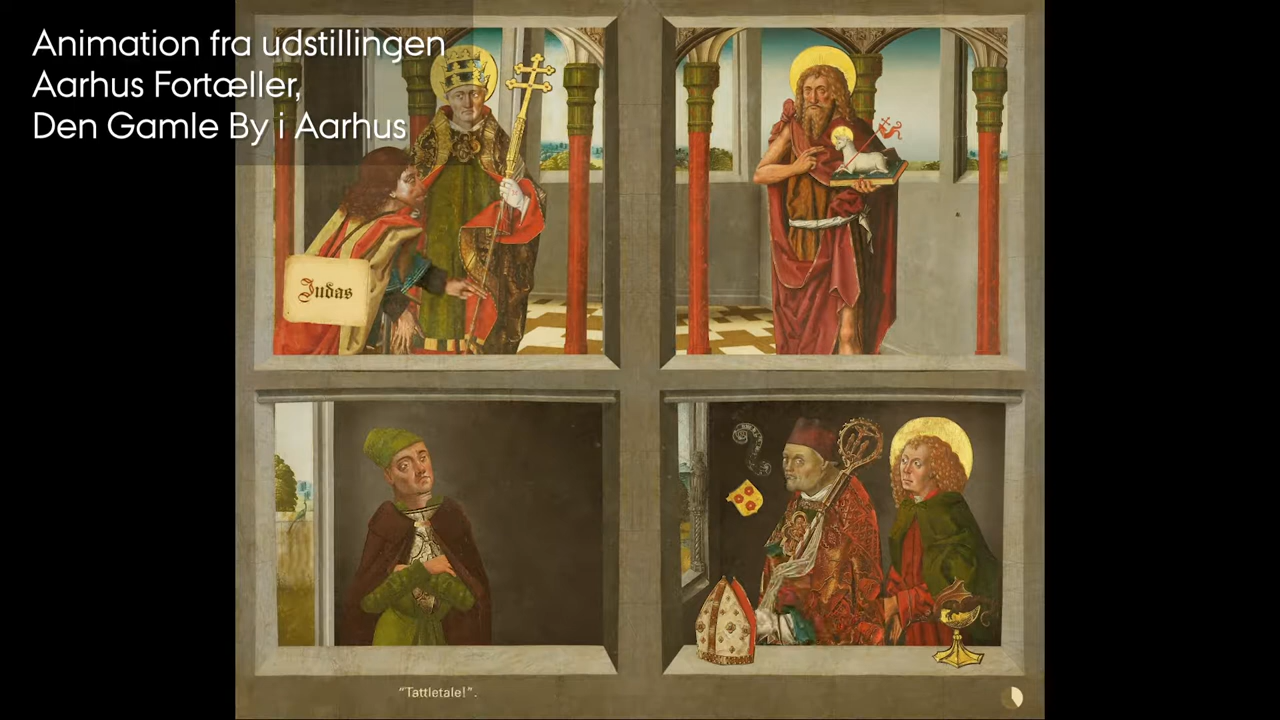 Animation fra udstillingen
Aarhus Fortæller,
Den Gamle By i Aarhus
Judas
“Tattletale!”.